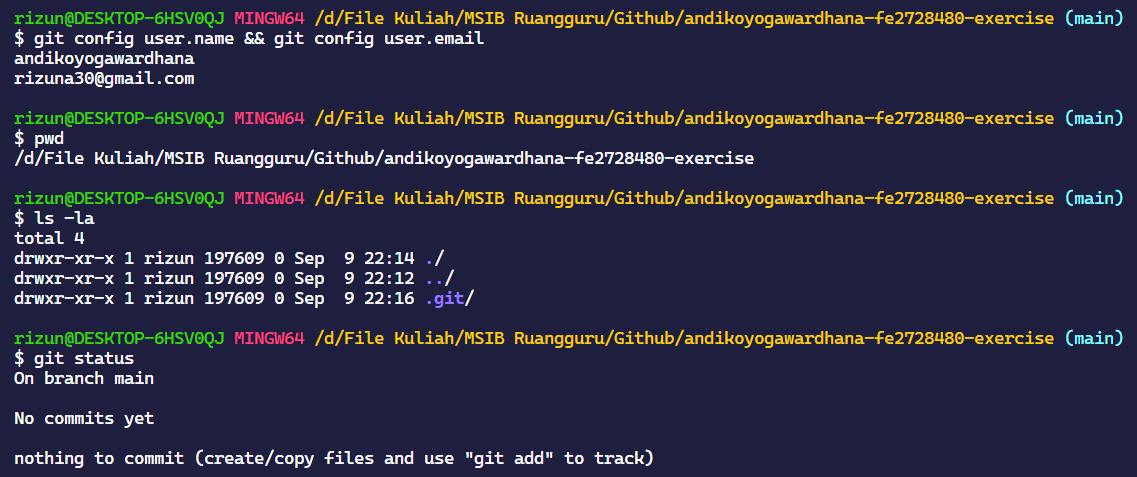 rizun@DESKTOP-6HSV0QJ MINGW64 /d/File Kuliah/MSIB Ruangguru/Github/andikoyogawardhana-fe2728480-exercise (main)
$ git config user.name && git config user.email
andikoyogawardhana
rizuna30@gmail.com

rizun@DESKTOP-6HSV0QJ MINGW64 /d/File Kuliah/MSIB Ruangguru/Github/andikoyogawardhana-fe2728480-exercise (main)
$ pwd
/d/File Kuliah/MSIB Ruangguru/Github/andikoyogawardhana-fe2728480-exercise

rizun@DESKTOP-6HSV0QJ MINGW64 /d/File Kuliah/MSIB Ruangguru/Github/andikoyogawardhana-fe2728480-exercise (main)
$ ls -la
total 4
drwxr-xr-x 1 rizun 197609 0 Sep  9 22:14 ./
drwxr-xr-x 1 rizun 197609 0 Sep  9 22:12 ../
drwxr-xr-x 1 rizun 197609 0 Sep  9 22:16 .git/

rizun@DESKTOP-6HSV0QJ MINGW64 /d/File Kuliah/MSIB Ruangguru/Github/andikoyogawardhana-fe2728480-exercise (main)
$ git status
On branch main

No commits yet

nothing to commit (create/copy files and use "git add" to track)